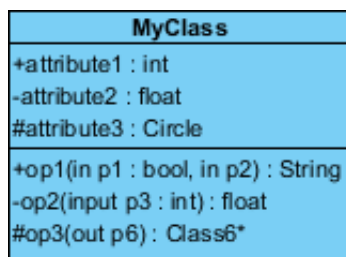 MyClass
+attribute1 : int
-attribute2 : float
#attribute3 : Circle
+op1(in p1 : bool, in p2) : String
-op2(input p3 : int) : float
#op3(out p6) : Class6*